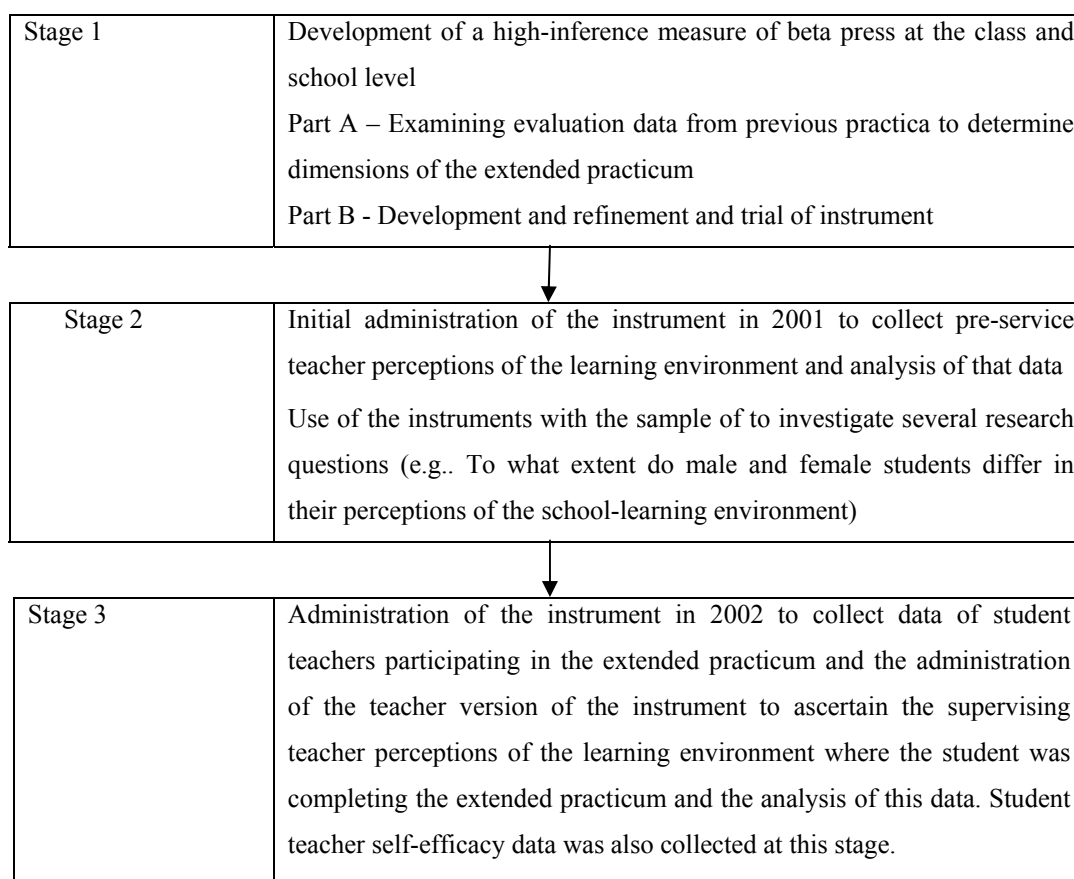 Stage 1
Development of a high-inference measure of beta press at the class and
school level
Part A – Examining evaluation data from previous practica to determine
dimensions of the extended practicum
Part B - Development and refinement and trial of instrument
Stage 2
Initial administration of the instrument in 2001 to collect pre-service
teacher perceptions of the learning environment and analysis of that data
Use of the instruments with the sample of to investigate several research
questions (e.g.. To what extent do male and female students differ in
their perceptions of the school-learning environment)
Stage 3
Administration of the instrument in 2002 to collect data of student
teachers participating in the extended practicum and the administration
of the teacher version of the instrument to ascertain the supervising
teacher perceptions of the learning environment where the student was
completing the extended practicum and the analysis of this data. Student
teacher self-efficacy data was also collected at this stage.